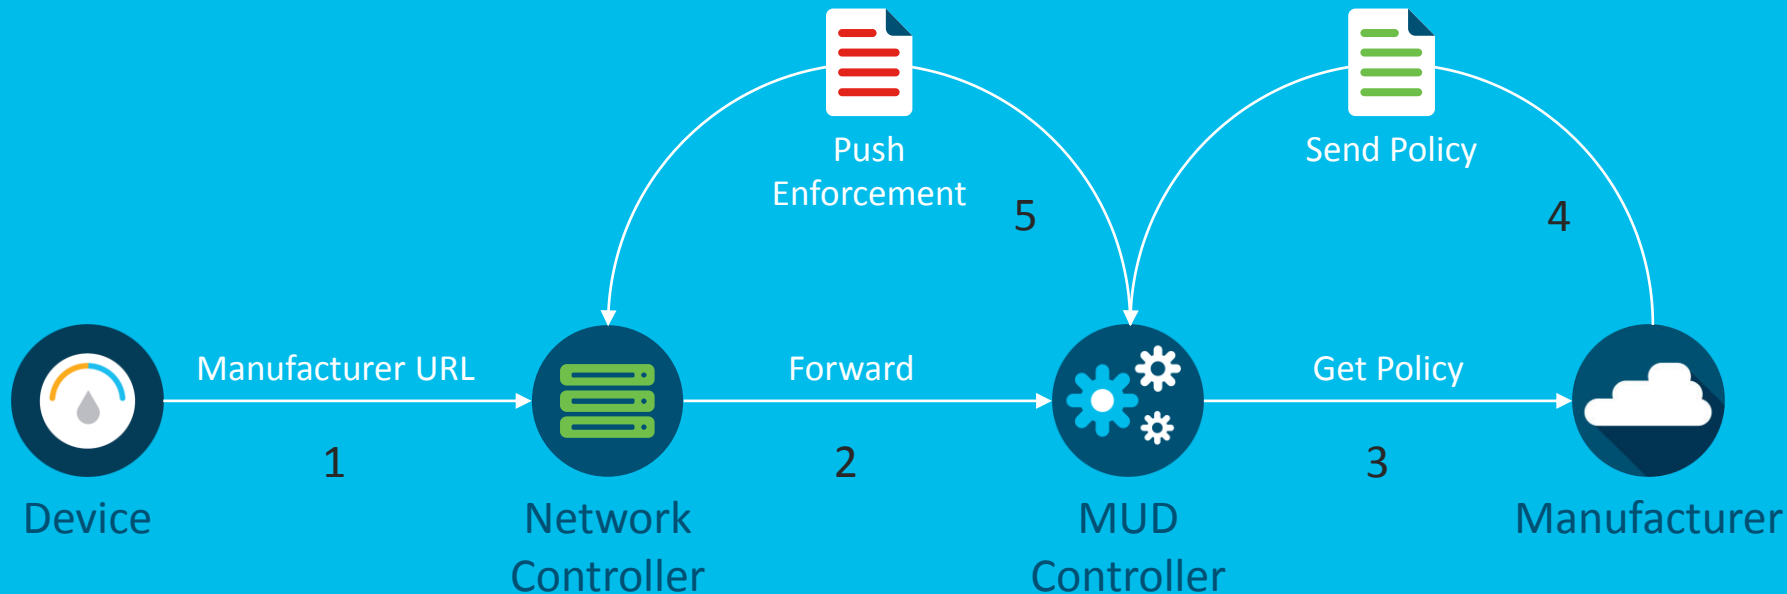 Push
Enforcement
5
Send Policy
4
Manufacturer URL
Forward
Get Policy
1
2
3
Device
Network
Controller
MUD
Controller
Manufacturer